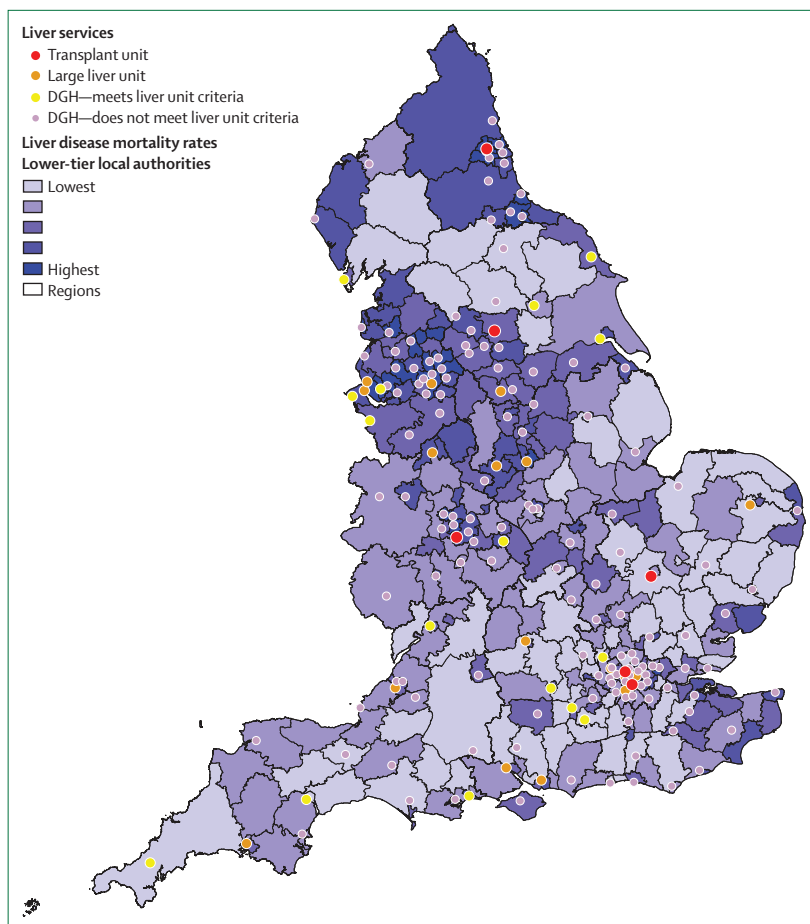 Liver services
Transplant unit
Large liver unit
DGH—meets liver unit criteria
DGH—does not meet liver unit criteria
Liver disease mortality rates
Lower-tier local authorities
Lowest
Highest
Regions